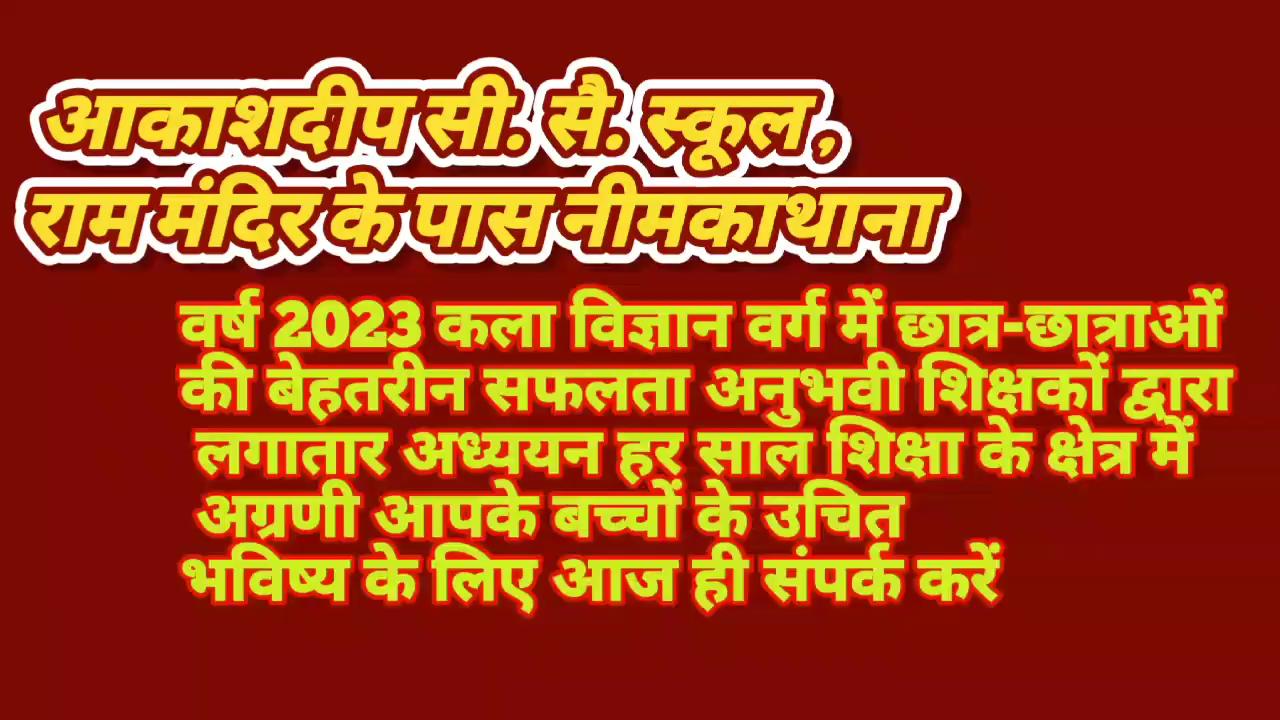 आकाशदीप सी. सै. स्कूल,
राम मंदिर के पास नीमकाथाना
वर्ष 2023 कला विज्ञान वर्ग में छात्र-छात्राओं
की बेहतरीन सफलता अनुभवी शिक्षकों द्वारा
लगातार अध्ययन हर साल शिक्षा के क्षेत्र में
अग्रणी आपके बच्चों के उचित
भविष्य के लिए आज ही संपर्क करें